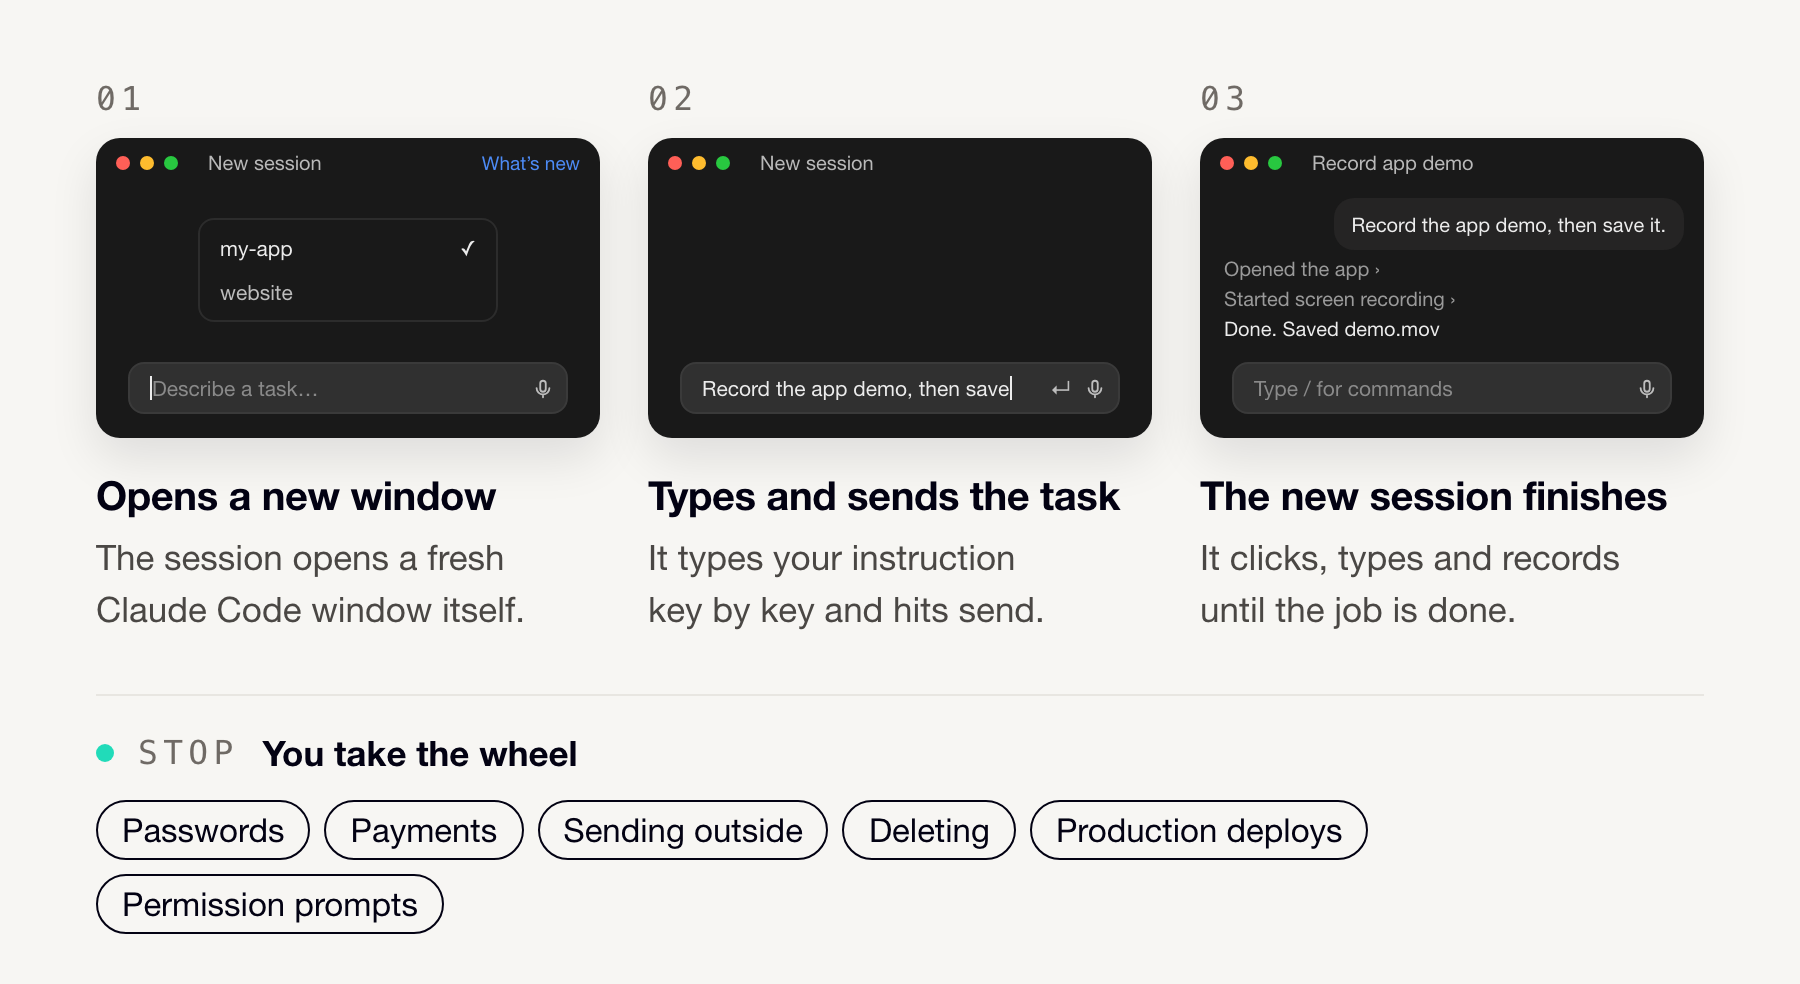 01
New session
What's new
my-app
website
Describe a task...
Opens a new window
The session opens a fresh
Claude Code window itself.
02
New session
Record the app demo, then save
Types and sends the task
It types your instruction
key by key and hits send.
03
Record app demo
Record the app demo, then save it.
Opened the app ›
Started screen recording ›
Done. Saved demo.mov
Type / for commands
The new session finishes
It clicks, types and records
until the job is done.
STOP You take the wheel
Passwords
Payments
Sending outside
Deleting
Production deploys
Permission prompts